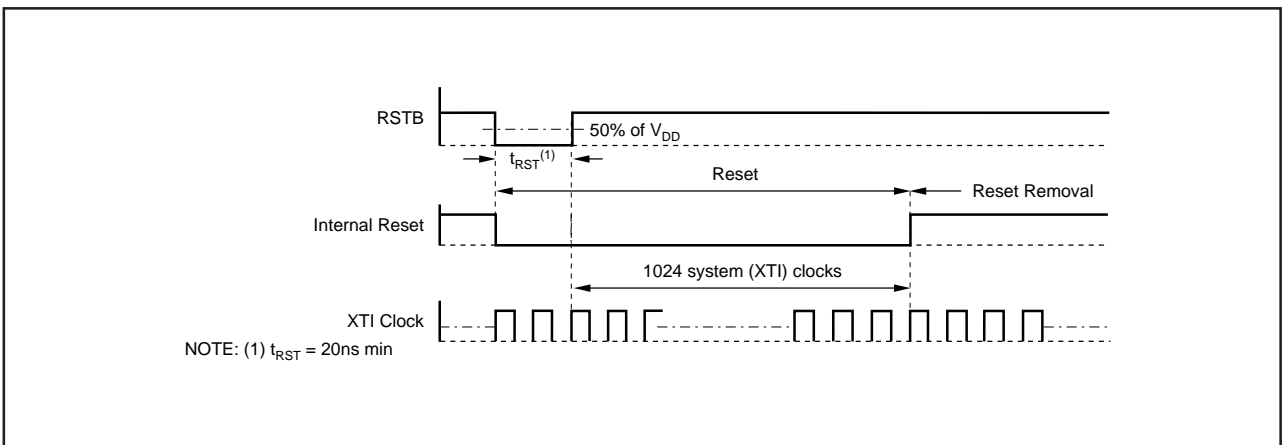 RSTB
50% of V_DD
t_RST^(1)
Reset
Reset Removal
Internal Reset
1024 system (XTI) clocks
XTI Clock
NOTE: (1) t_RST = 20ns min